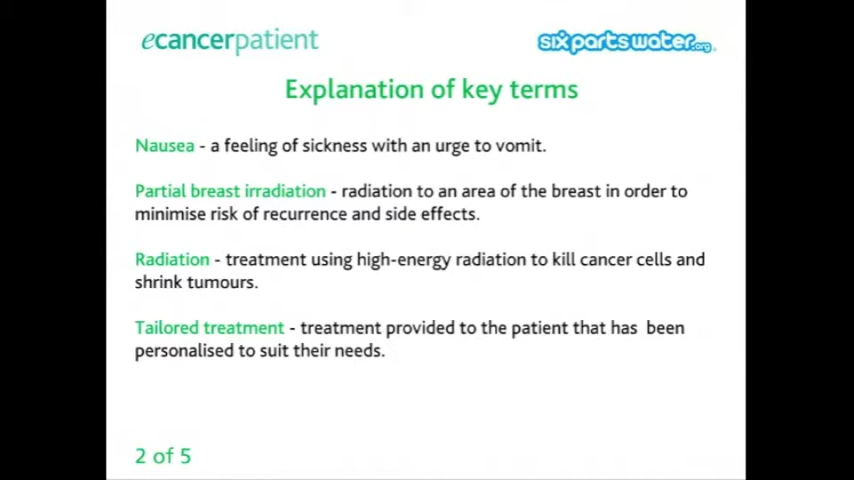 ecancerpatient
sixpartswater.org
Explanation of key terms
Nausea - a feeling of sickness with an urge to vomit.
Partial breast irradiation - radiation to an area of the breast in order to
minimise risk of recurrence and side effects.
Radiation - treatment using high-energy radiation to kill cancer cells and
shrink tumours.
Tailored treatment - treatment provided to the patient that has been
personalised to suit their needs.
2 of 5